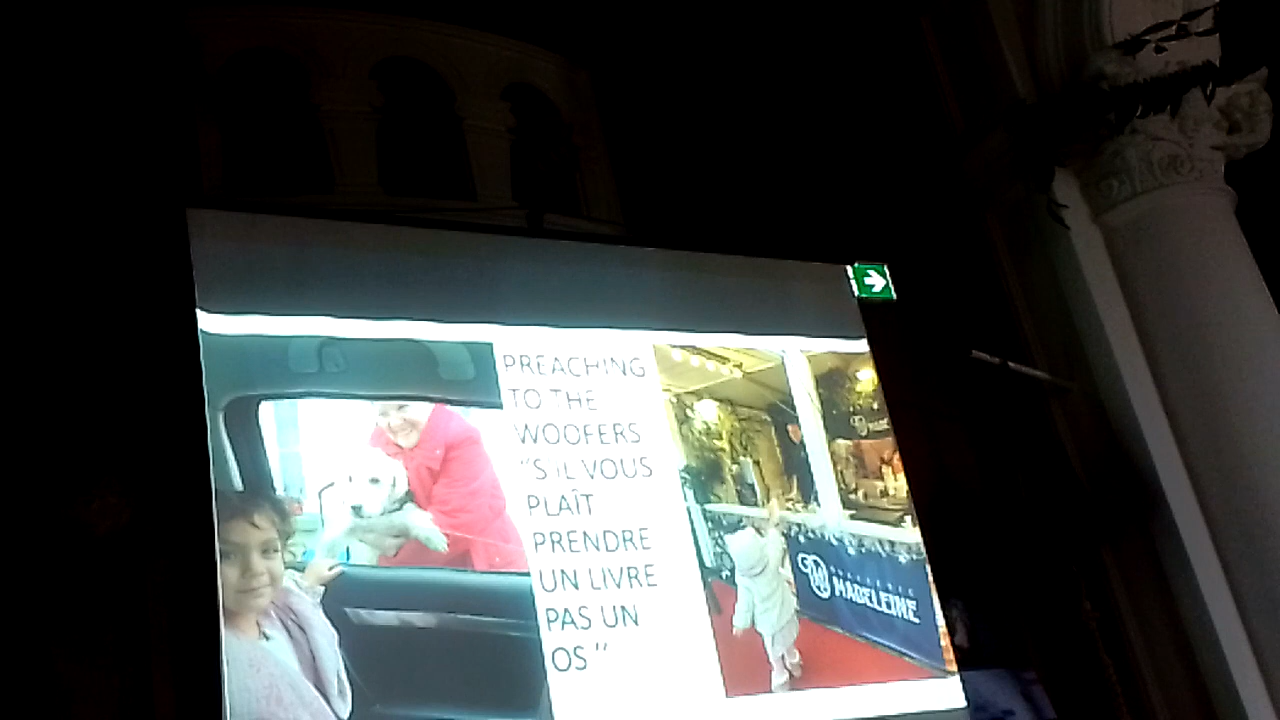 PREACHING
TO THE
WOOFERS
“S'IL VOUS
PLAÎT
PRENDRE
UN LIVRE
PAS UN
OS”
MADELEINE